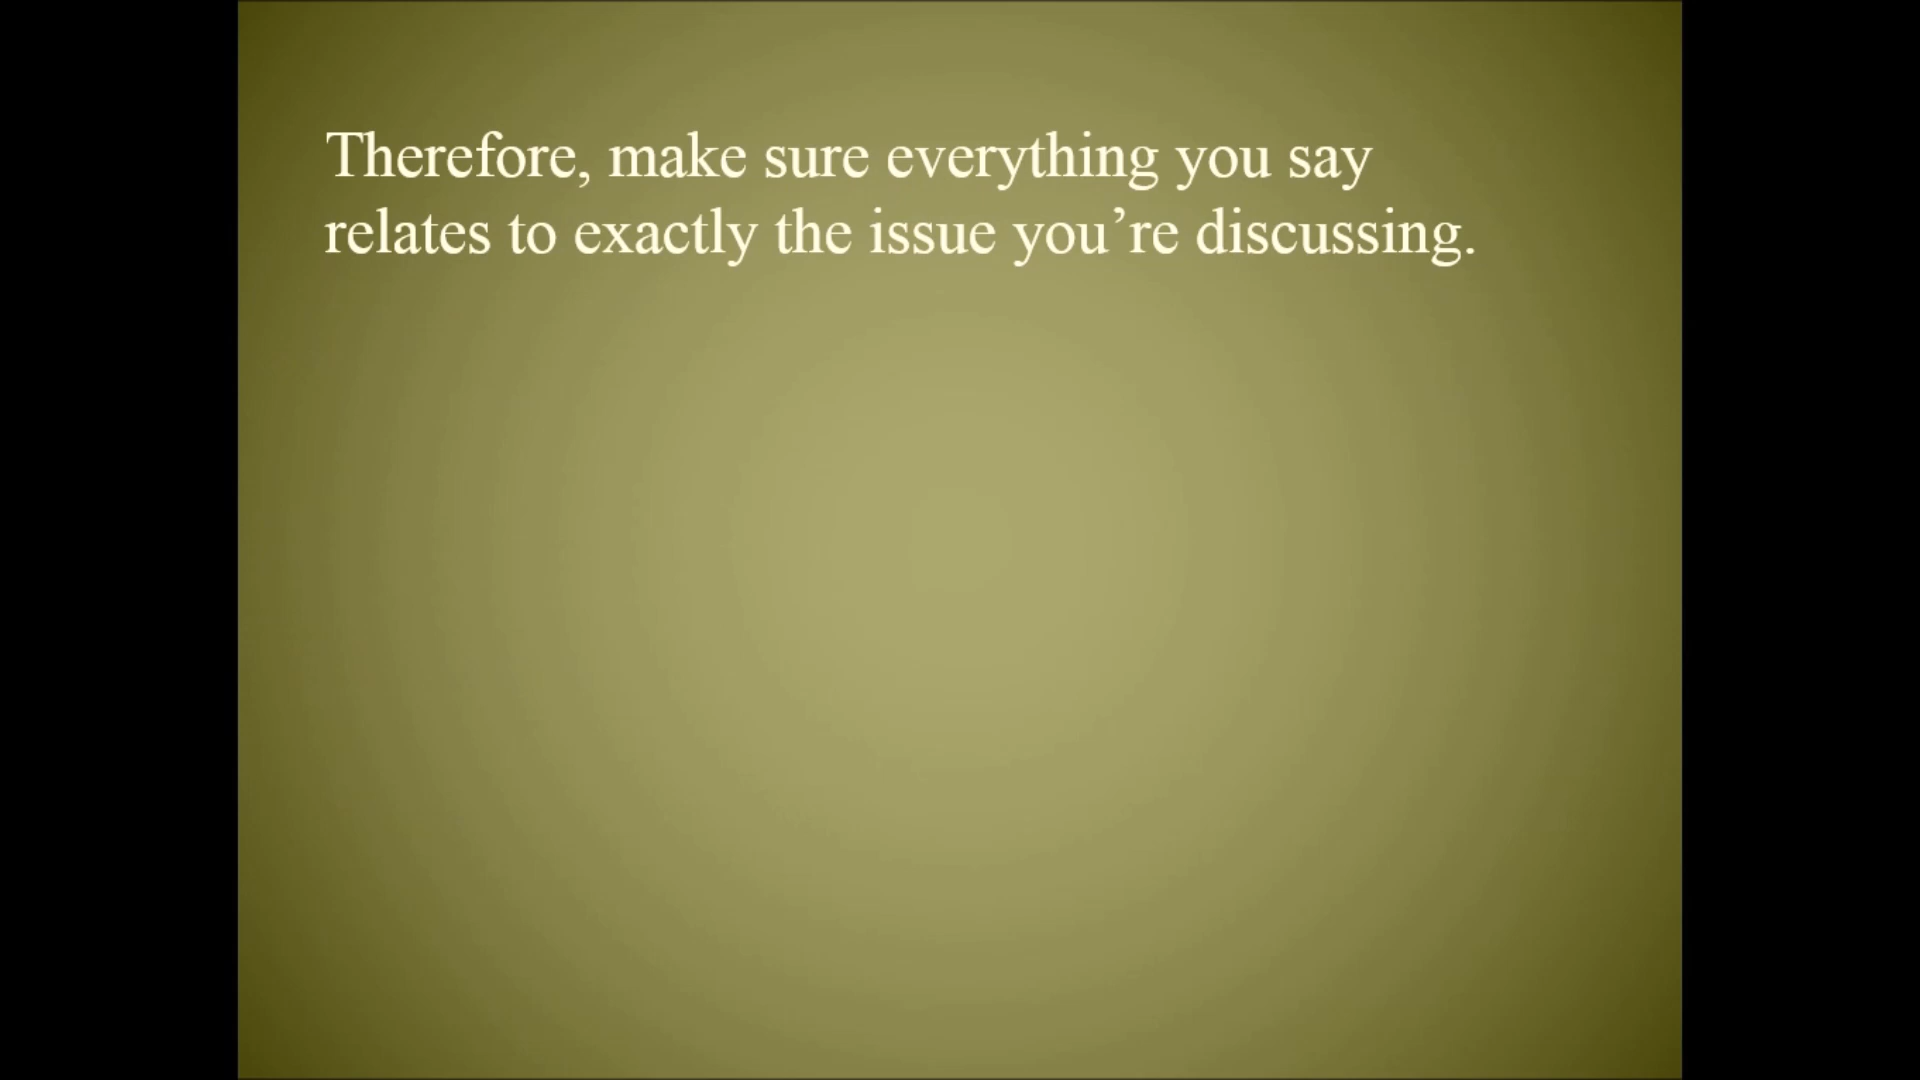 Therefore, make sure everything you say
relates to exactly the issue you’re discussing.